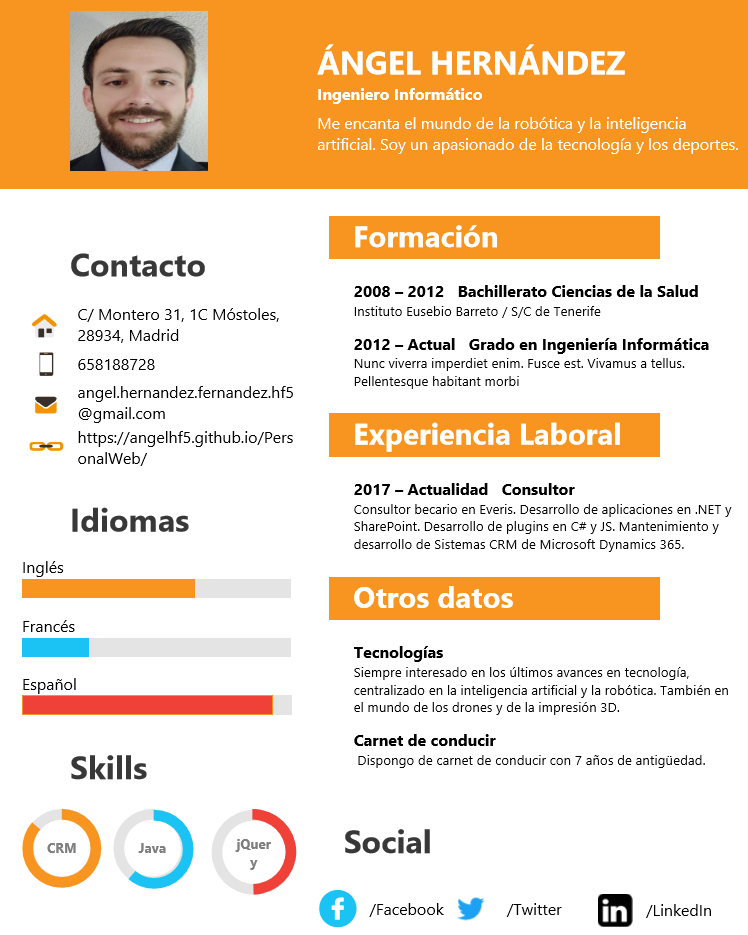 ÁNGEL HERNÁNDEZ
Ingeniero Informático
Me encanta el mundo de la robótica y la inteligencia
artificial. Soy un apasionado de la tecnología y los deportes.
Contacto
C/ Montero 31, 1C Móstoles,
28934, Madrid
658188728
angel.hernandez.fernandez.hf5
@gmail.com
https://angelhf5.github.io/Pers
onalWeb/
Idiomas
Inglés
Francés
Español
Skills
CRM
Java
jQuer
y
Formación
2008 – 2012 Bachillerato Ciencias de la Salud
Instituto Eusebio Barreto / S/C de Tenerife
2012 – Actual Grado en Ingeniería Informática
Nunc viverra imperdiet enim. Fusce est. Vivamus a tellus.
Pellentesque habitant morbi
Experiencia Laboral
2017 – Actualidad Consultor
Consultor becario en Everis. Desarrollo de aplicaciones en .NET y
SharePoint. Desarrollo de plugins en C# y JS. Mantenimiento y
desarrollo de Sistemas CRM de Microsoft Dynamics 365.
Otros datos
Tecnologías
Siempre interesado en los últimos avances en tecnología,
centralizado en la inteligencia artificial y la robótica. También en
el mundo de los drones y de la impresión 3D.
Carnet de conducir
Dispongo de carnet de conducir con 7 años de antigüedad.
Social
/Facebook
/Twitter
in
/LinkedIn